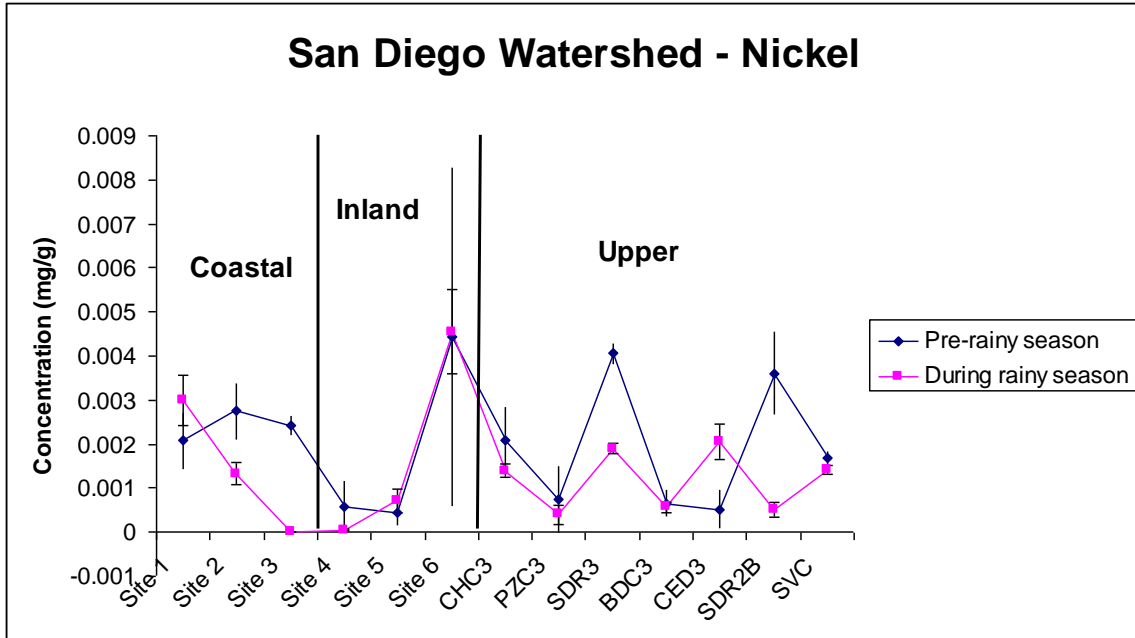 San Diego Watershed - Nickel
0.009
0.008
0.007
0.006
0.005
0.004
0.003
0.002
0.001
0
-0.001
Concentration (mg/g)
Coastal
Inland
Upper
Site 1
Site 2
Site 3
Site 4
Site 5
Site 6
CHC3
PZC3
SDR3
BDC3
CED3
SDR2B
SVC
Pre-rainy season
During rainy season